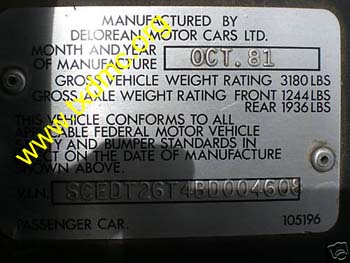 MANUFACTURED BY
DELOREAN MOTOR CARS LTD.
MONTH AND YEAR
OF MANUFACTURE OCT. 81
GROSS VEHICLE WEIGHT RATING 3180 LBS
GROSS AXLE WEIGHT RATING FRONT 1244 LBS
REAR 1936 LBS
THIS VEHICLE CONFORMS TO ALL
APPLICABLE FEDERAL MOTOR VEHICLE
SAFETY AND BUMPER STANDARDS IN
EFFECT ON THE DATE OF MANUFACTURE
SHOWN ABOVE.
V.I.N. SCEDT26T4BD004608
PASSENGER CAR. 105196